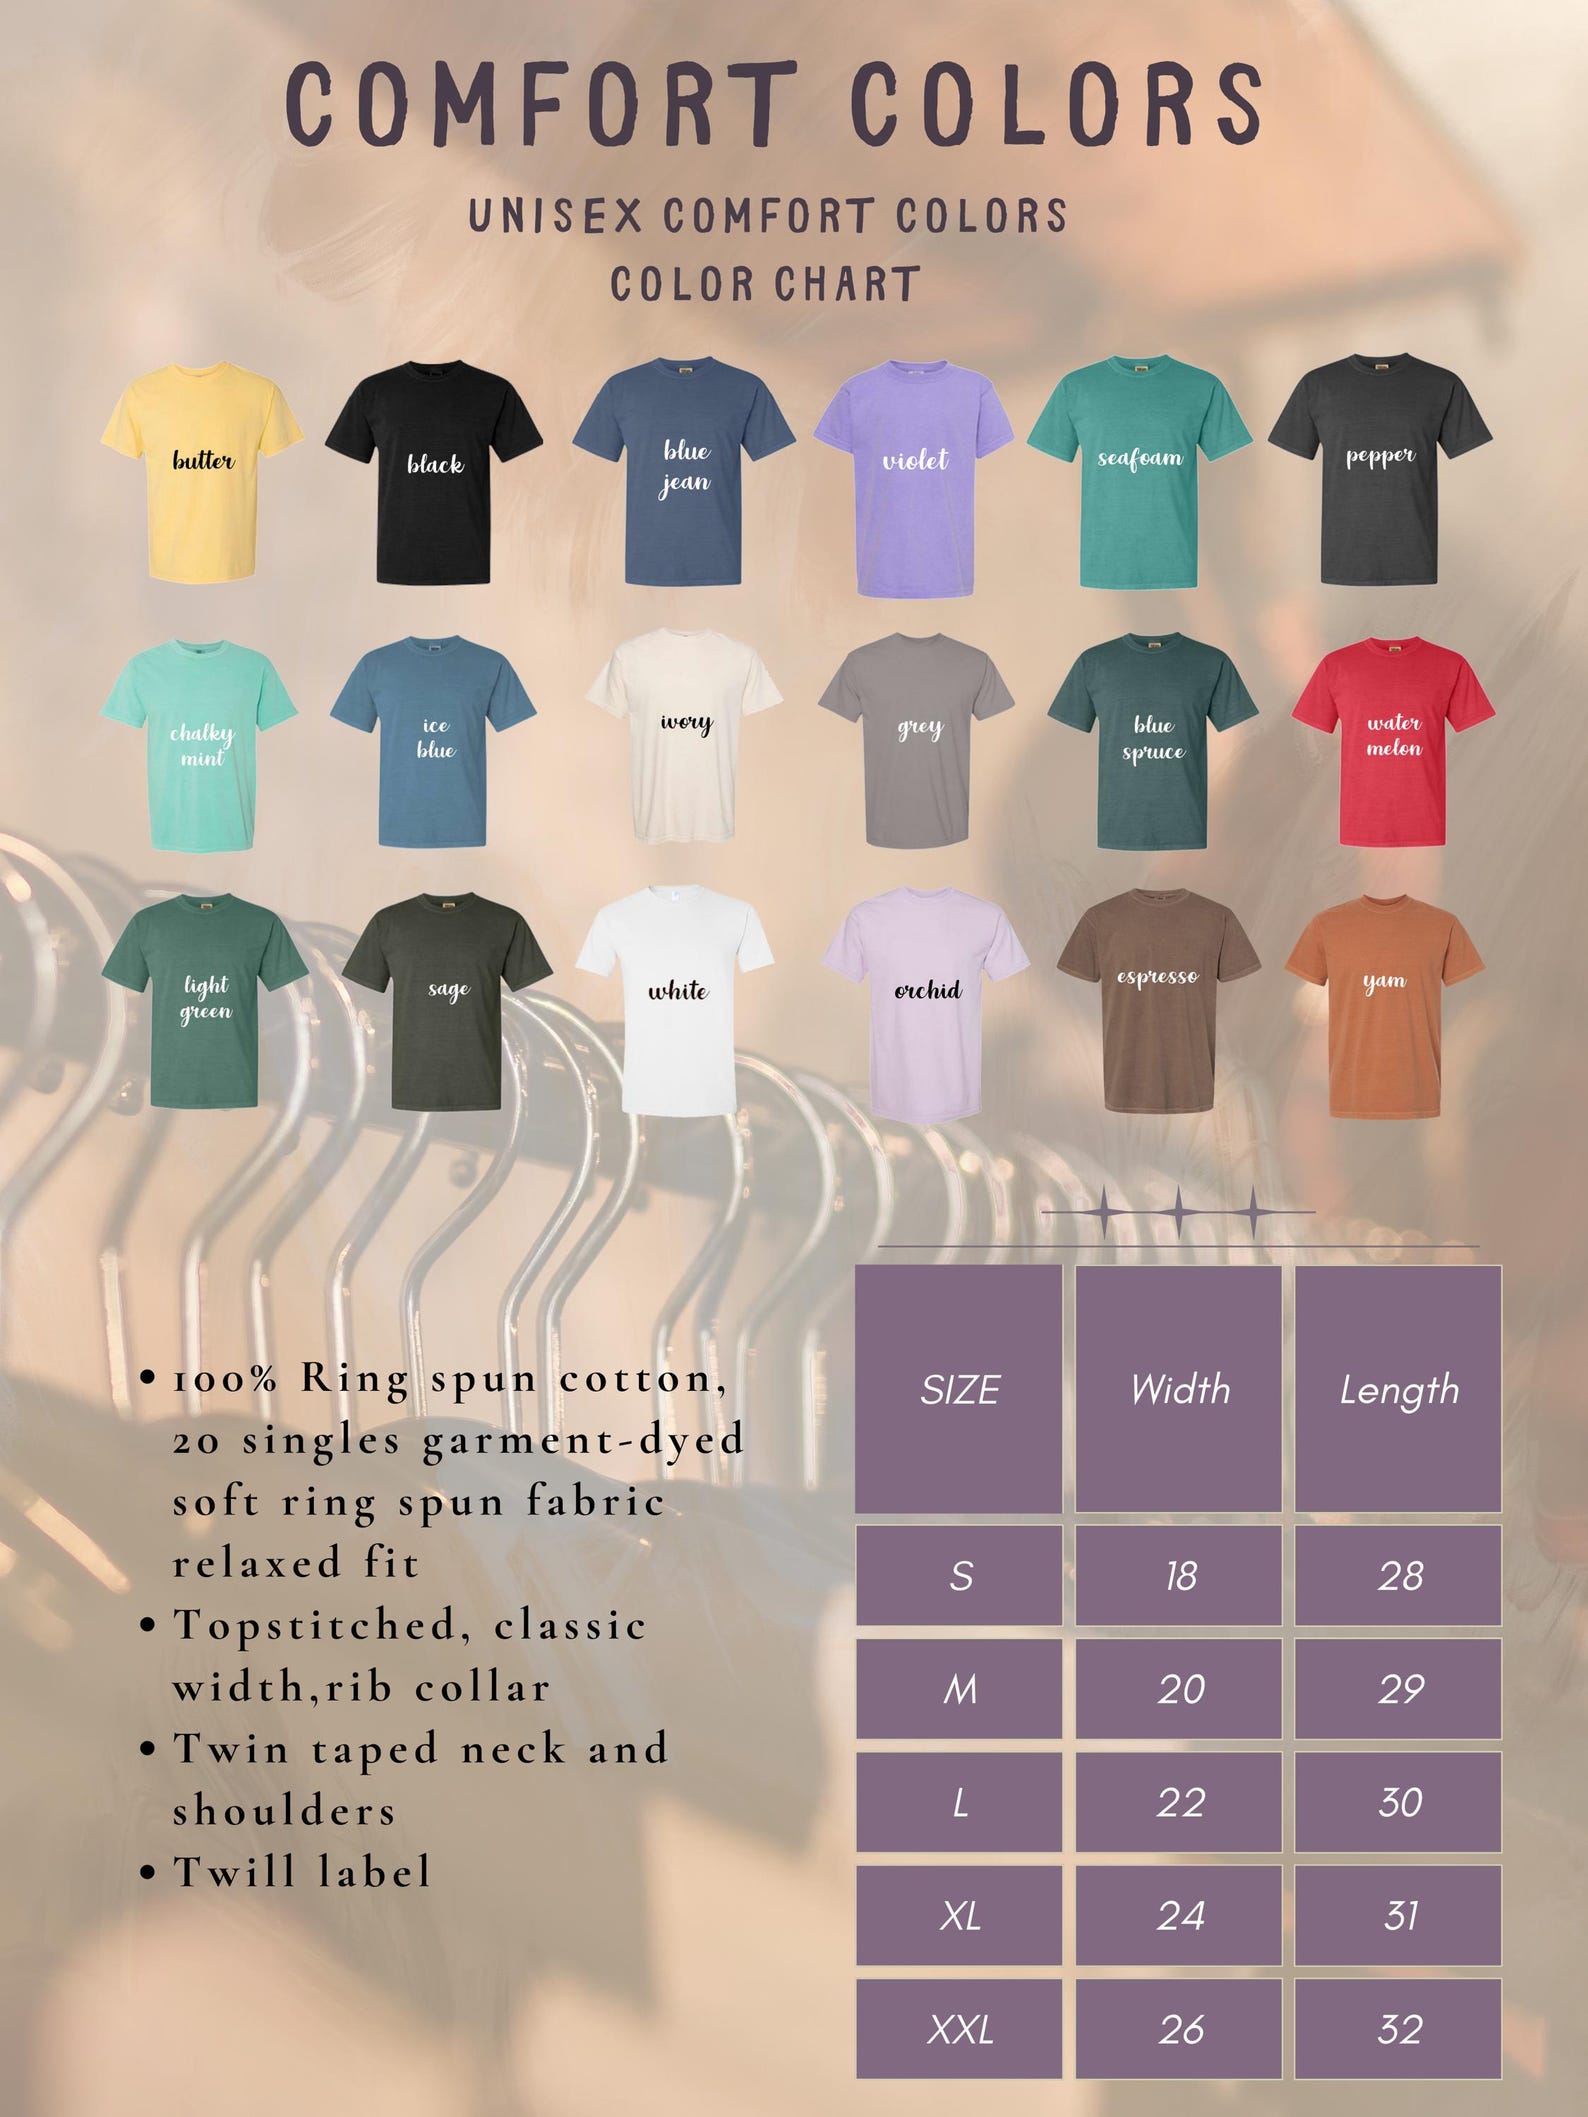 COMFORT COLORS
UNISEX COMFORT COLORS
COLOR CHART
butter
black
blue
jean
violet
seafoam
pepper
chalky
mint
ice
blue
ivory
grey
blue
spruce
water
melon
light
green
sage
white
orchid
espresso
yam
• 100% Ring spun cotton,
20 singles garment-dyed
soft ring spun fabric
relaxed fit
• Topstitched, classic
width,rib collar
• Twin taped neck and
shoulders
• Twill label
SIZE Width Length
S 18 28
M 20 29
L 22 30
XL 24 31
XXL 26 32